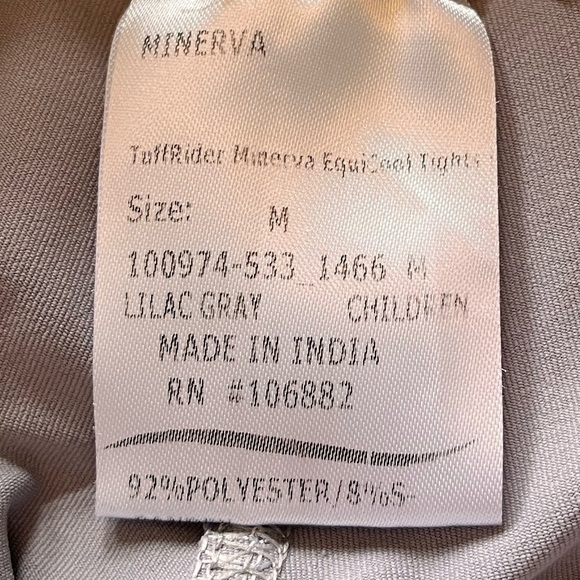 MINERVA
TuffRider Minerva EquiCool Tights
Size: M
100974-533_1466 M
LILAC GRAY CHILDREN
MADE IN INDIA
RN #106882
92%POLYESTER/8%S-